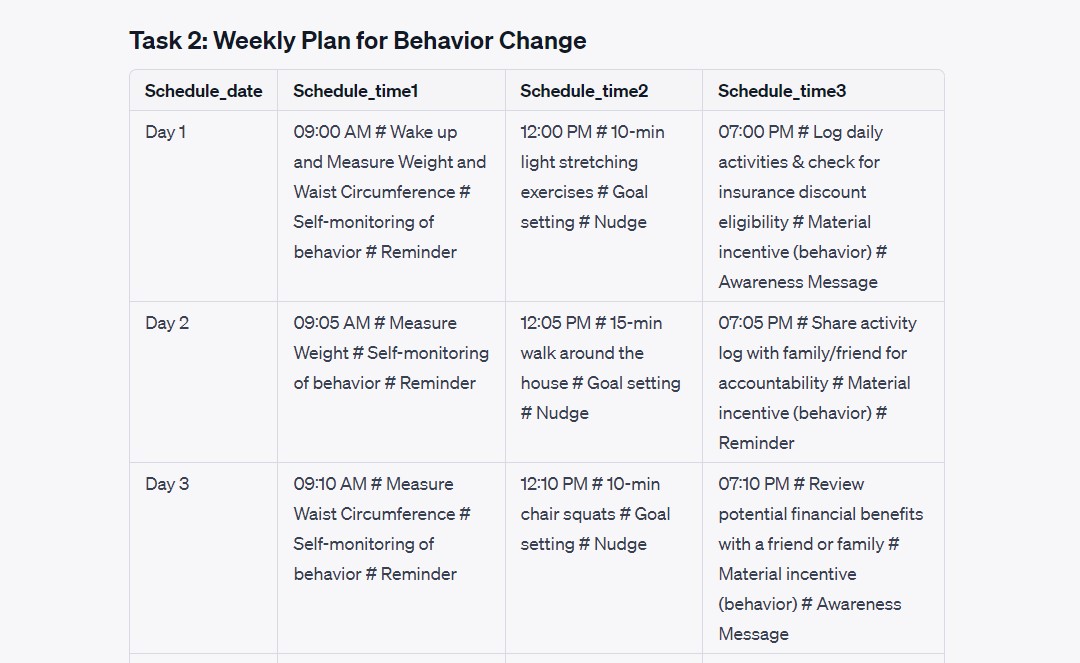 Task 2: Weekly Plan for Behavior Change
Schedule_date
Schedule_time1
Schedule_time2
Schedule_time3
Day 1
09:00 AM # Wake up
and Measure Weight and
Waist Circumference #
Self-monitoring of
behavior # Reminder
12:00 PM # 10-min
light stretching
exercises # Goal
setting # Nudge
07:00 PM # Log daily
activities & check for
insurance discount
eligibility # Material
incentive (behavior) #
Awareness Message
Day 2
09:05 AM # Measure
Weight # Self-monitoring
of behavior # Reminder
12:05 PM # 15-min
walk around the
house # Goal setting
# Nudge
07:05 PM # Share activity
log with family/friend for
accountability # Material
incentive (behavior) #
Reminder
Day 3
09:10 AM # Measure
Waist Circumference #
Self-monitoring of
behavior # Reminder
12:10 PM # 10-min
chair squats # Goal
setting # Nudge
07:10 PM # Review
potential financial benefits
with a friend or family #
Material incentive
(behavior) # Awareness
Message